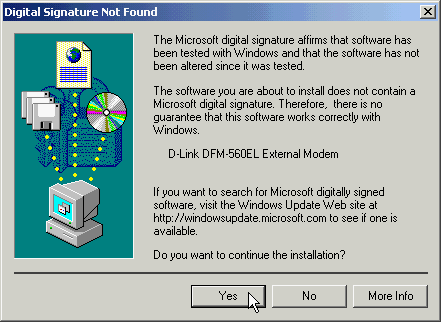 Digital Signature Not Found
The Microsoft digital signature affirms that software has
been tested with Windows and that the software has not
been altered since it was tested.
The software you are about to install does not contain a
Microsoft digital signature. Therefore,  there is no
guarantee that this software works correctly with
Windows.
D-Link DFM-560EL External Modem
If you want to search for Microsoft digitally signed
software, visit the Windows Update Web site at
http://windowsupdate.microsoft.com to see if one is
available.
Do you want to continue the installation?
Yes No More Info